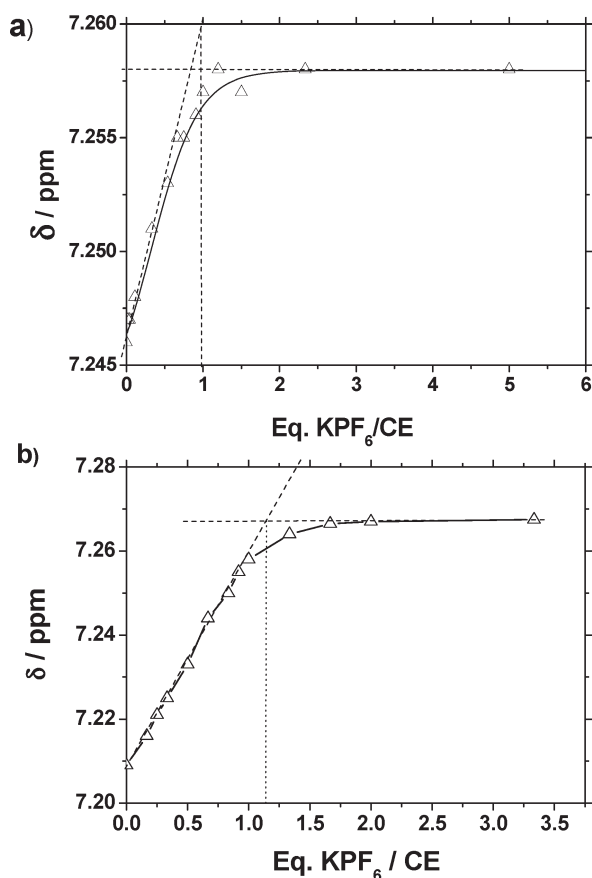 a)
7.260
7.255
7.250
7.245
δ / ppm
0 1 2 3 4 5 6
Eq. KPF₆/CE
b)
7.28
7.26
7.24
7.22
7.20
δ / ppm
0.0 0.5 1.0 1.5 2.0 2.5 3.0 3.5
Eq. KPF₆ / CE